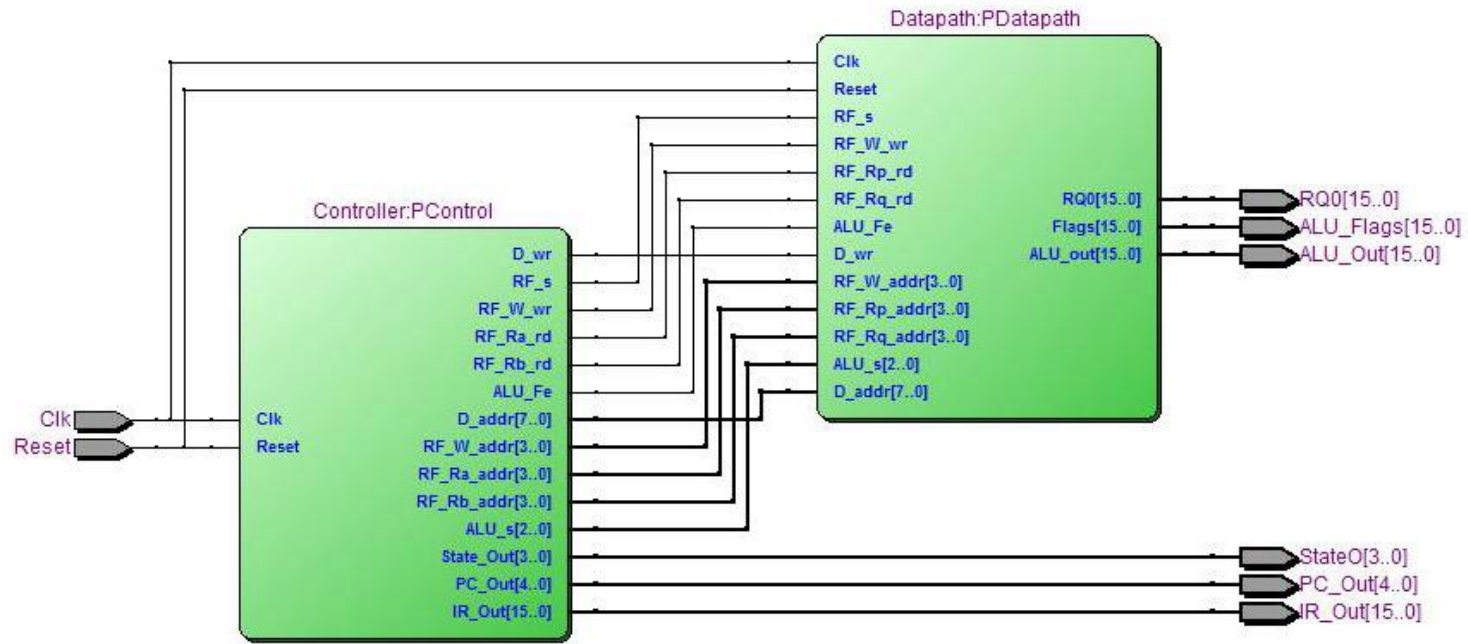 Datapath:PDatapath
Clk
Reset
RF_s
RF_W_wr
RF_Rp_rd
RF_Rq_rd
ALU_Fe
D_wr
RF_W_addr[3..0]
RF_Rp_addr[3..0]
RF_Rq_addr[3..0]
ALU_s[2..0]
D_addr[7..0]
RQ0[15..0]
Flags[15..0]
ALU_out[15..0]
RQ0[15..0]
ALU_Flags[15..0]
ALU_Out[15..0]
Controller:PControl
Clk
Reset
Clk
Reset
D_wr
RF_s
RF_W_wr
RF_Ra_rd
RF_Rb_rd
ALU_Fe
D_addr[7..0]
RF_W_addr[3..0]
RF_Ra_addr[3..0]
RF_Rb_addr[3..0]
ALU_s[2..0]
State_Out[3..0]
PC_Out[4..0]
IR_Out[15..0]
StateO[3..0]
PC_Out[4..0]
IR_Out[15..0]